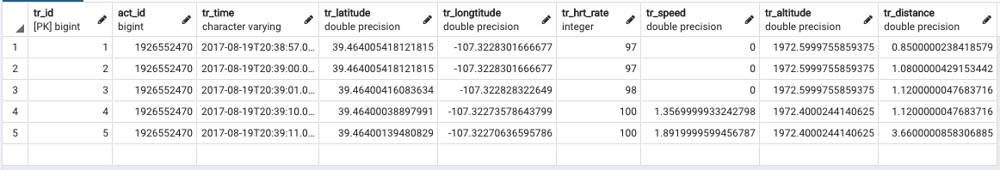 tr_id act_id tr_time tr_latitude tr_longtitude tr_hrt_rate tr_speed tr_altitude tr_distance
[PK] bigint bigint character varying double precision double precision integer double precision double precision double precision
1 1 1926552470 2017-08-19T20:38:57.0... 39.464005418121815 -107.3228301666677 97 0 1972.5999755859375 0.8500000238418579
2 2 1926552470 2017-08-19T20:39:00.0... 39.464005418121815 -107.3228301666677 97 0 1972.5999755859375 1.0800000429153442
3 3 1926552470 2017-08-19T20:39:01.0... 39.46400416083634 -107.322828322649 98 0 1972.5999755859375 1.1200000047683716
4 4 1926552470 2017-08-19T20:39:10.0... 39.46400038897991 -107.32273578643799 100 1.3569999933242798 1972.4000244140625 1.1200000047683716
5 5 1926552470 2017-08-19T20:39:11.0... 39.46400139480829 -107.32270636595786 100 1.8919999599456787 1972.4000244140625 3.6600000858306885